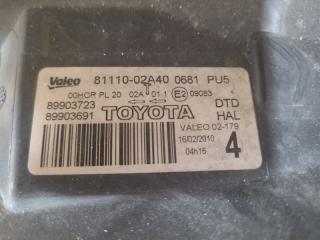 Valeo 81110-02A40 0681 PU5
00HCR PL 20 02A 01.1 E2 09083
89903723 DTD
TOYOTA
89903691 HAL
VALEO 02-179
16/02/2010
04h16
4